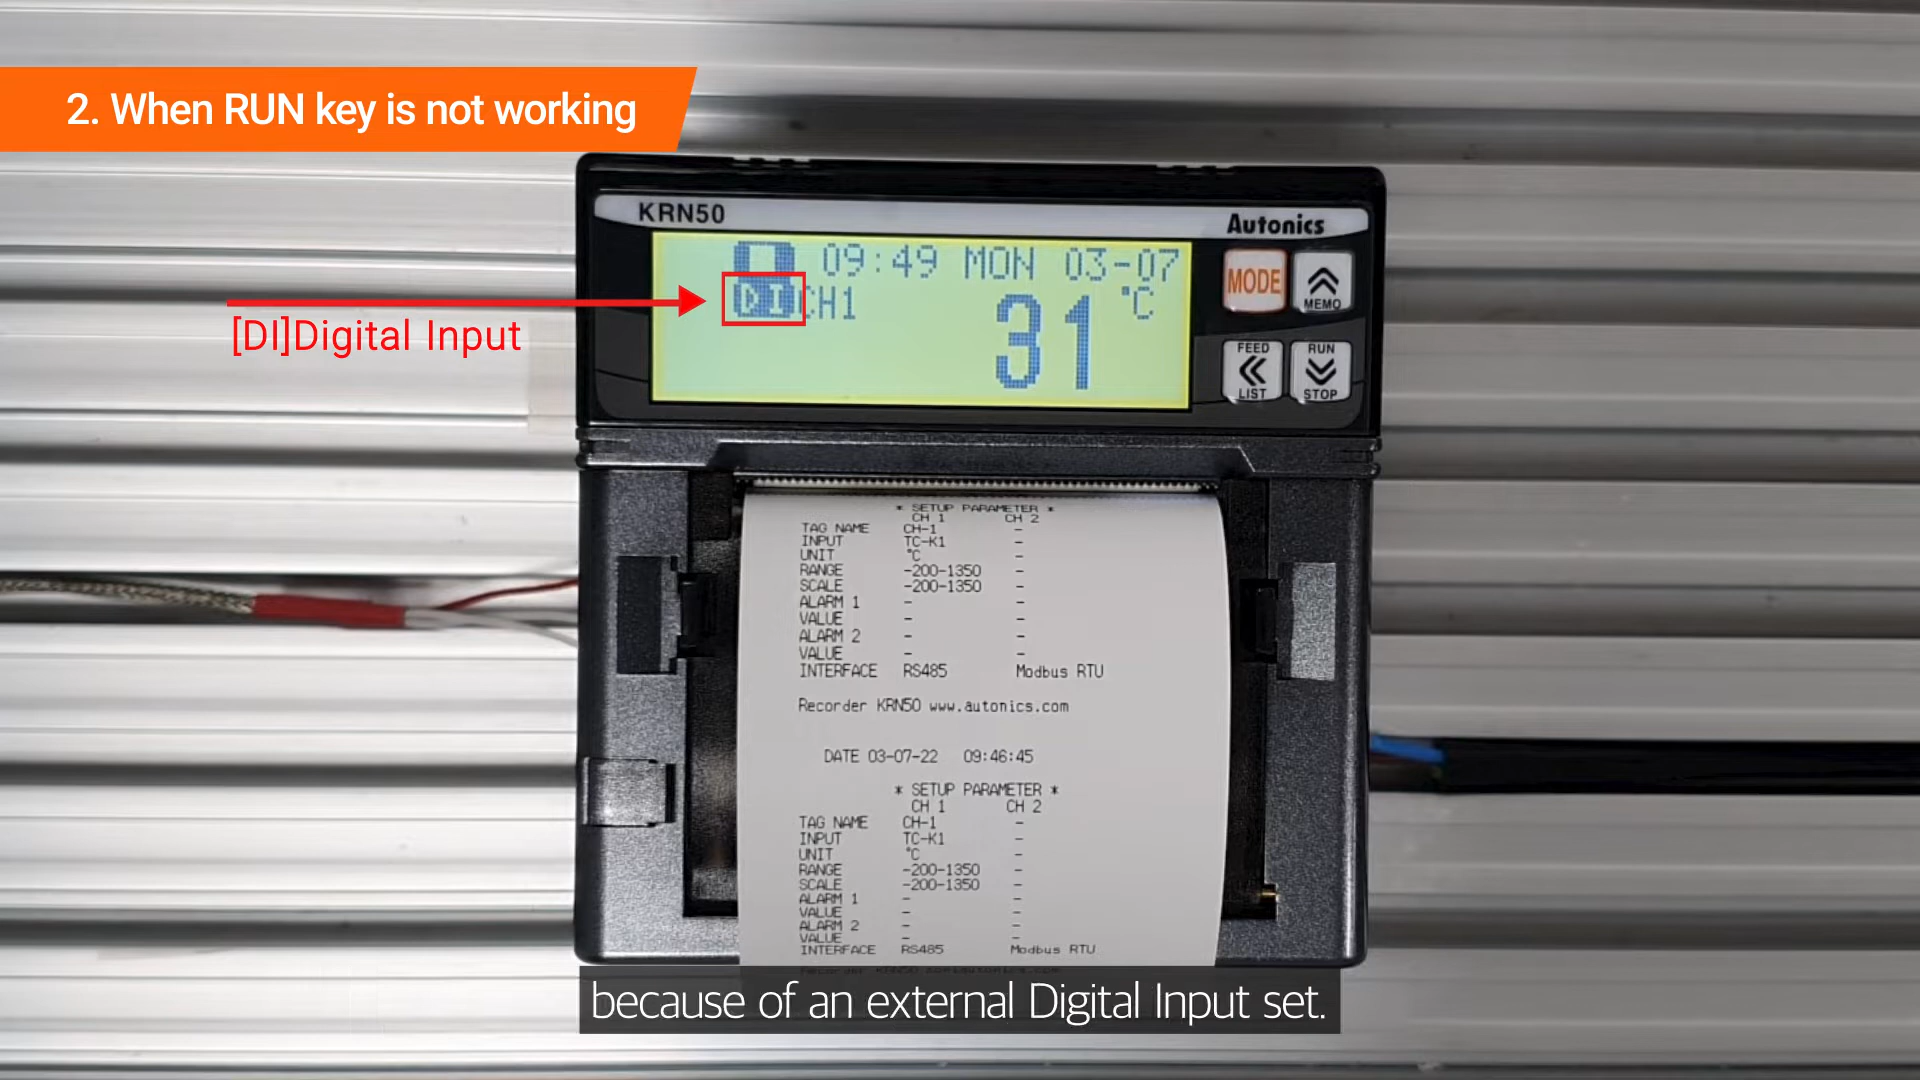 2. When RUN key is not working
KRN50
Autonics
09:49 MON 03-07
DI CH1
31 °C
MODE
MEMO
FEED
LIST
RUN
STOP
[DI]Digital Input
* SETUP PARAMETER *
CH 1 CH 2
TAG NAME CH-1 -
INPUT TC-K1 -
UNIT °C -
RANGE -200-1350 -
SCALE -200-1350 -
ALARM 1 - -
VALUE - -
ALARM 2 - -
VALUE - -
INTERFACE RS485 Modbus RTU
Recorder KRN50 www.autonics.com
DATE 03-07-22 09:46:45
* SETUP PARAMETER *
CH 1 CH 2
TAG NAME CH-1 -
INPUT TC-K1 -
UNIT °C -
RANGE -200-1350 -
SCALE -200-1350 -
ALARM 1 - -
VALUE - -
ALARM 2 - -
VALUE - -
INTERFACE RS485 Modbus RTU
because of an external Digital Input set.